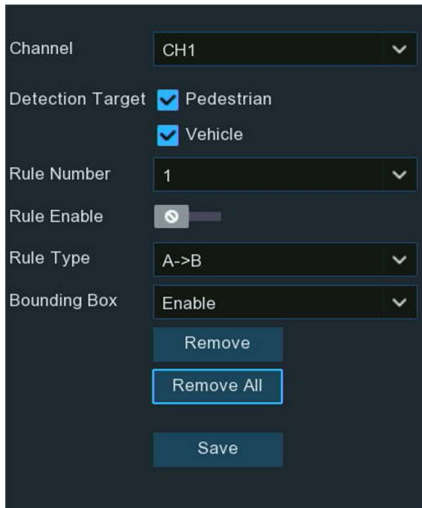 Channel CH1
Detection Target Pedestrian
Vehicle
Rule Number 1
Rule Enable
Rule Type A->B
Bounding Box Enable
Remove
Remove All
Save